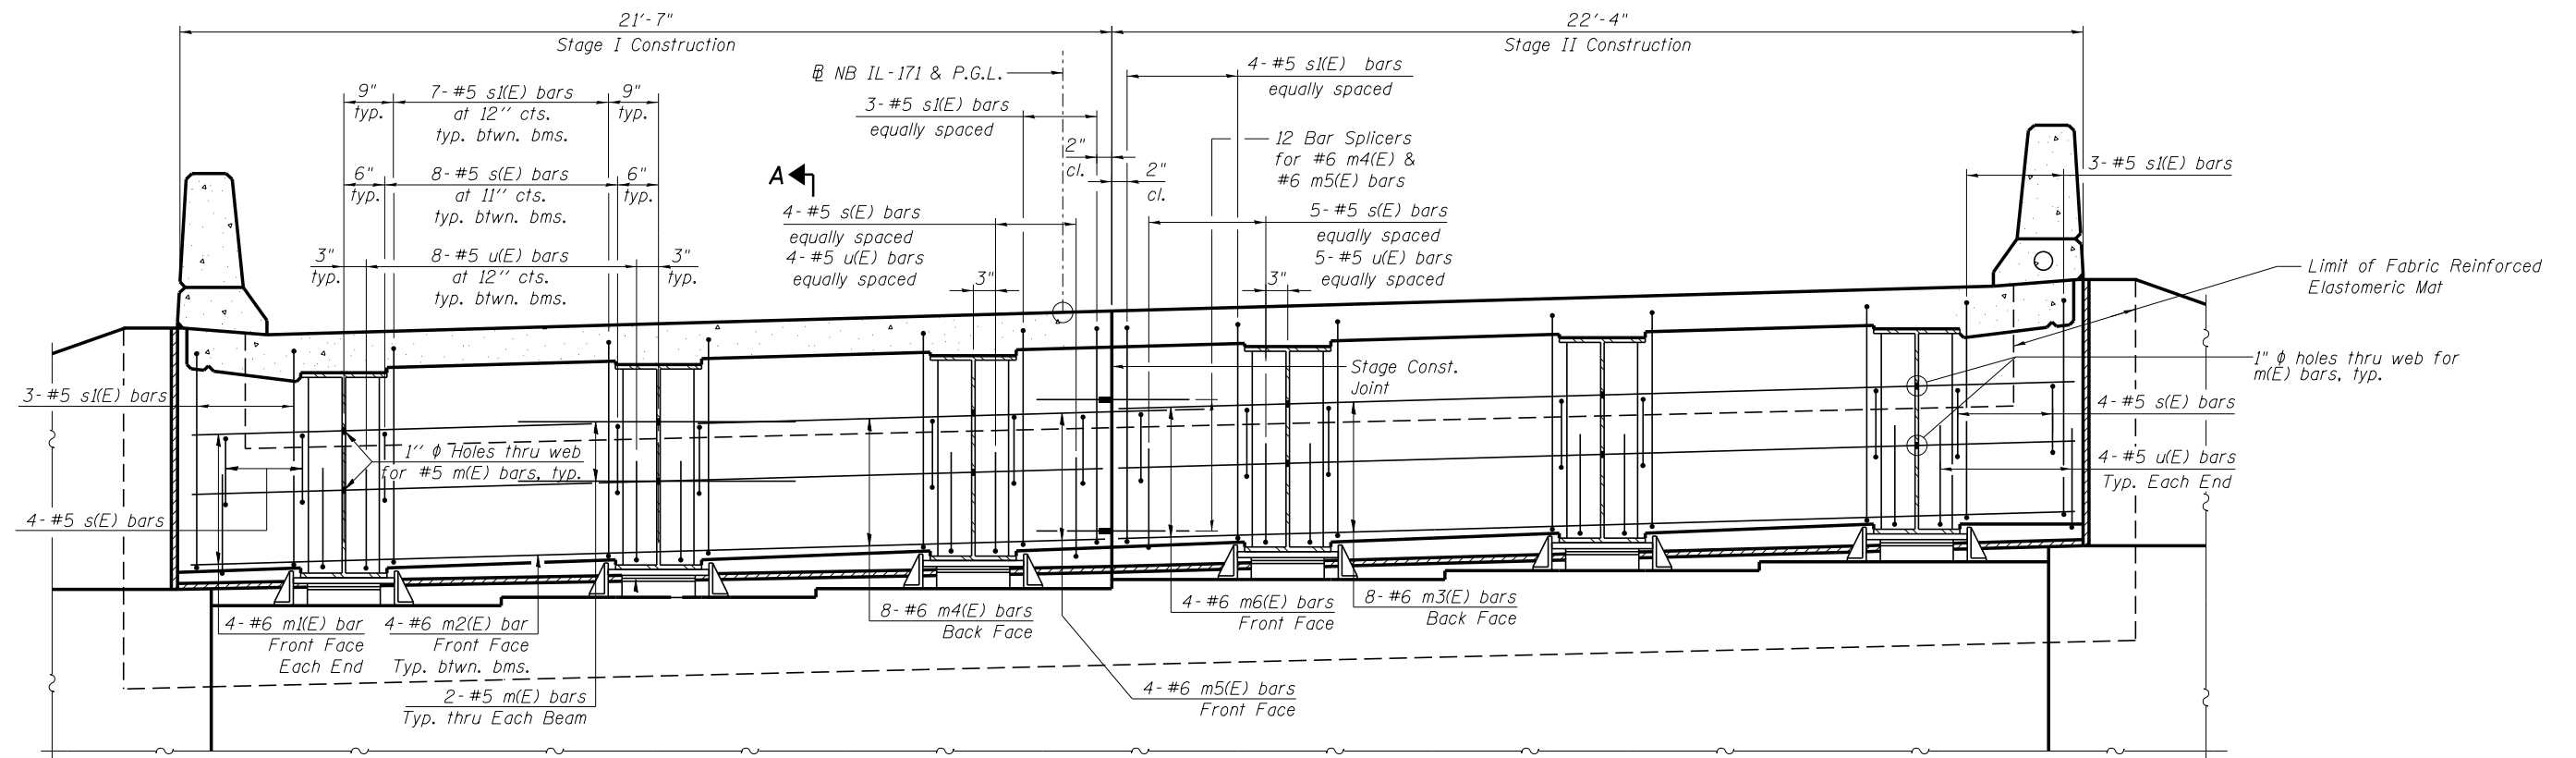 21'-7"
Stage I Construction
22'-4"
Stage II Construction
℄ NB IL-171 & P.G.L.
4-#5 s1(E) bars
equally spaced
9"
typ.
7-#5 s1(E) bars
at 12" cts.
typ. btwn. bms.
9"
typ.
3-#5 s1(E) bars
equally spaced
2"
cl.
2"
cl.
12 Bar Splicers
for #6 m4(E) &
#6 m5(E) bars
3-#5 s1(E) bars
6"
typ.
8-#5 s(E) bars
at 11" cts.
typ. btwn. bms.
6"
typ.
A
4-#5 s(E) bars
equally spaced
4-#5 u(E) bars
equally spaced
5-#5 s(E) bars
equally spaced
5-#5 u(E) bars
equally spaced
3"
typ.
8-#5 u(E) bars
at 12" cts.
typ. btwn. bms.
3"
typ.
3"
3"
Limit of Fabric Reinforced
Elastomeric Mat
Stage Const.
Joint
1" ϕ holes thru web for
m(E) bars, typ.
3-#5 s1(E) bars
4-#5 s(E) bars
1" ϕ Holes thru web
for #5 m(E) bars, typ.
4-#5 u(E) bars
Typ. Each End
4-#5 s(E) bars
4-#6 m1(E) bar
Front Face
Each End
4-#6 m2(E) bar
Front Face
Typ. btwn. bms.
8-#6 m4(E) bars
Back Face
4-#6 m6(E) bars
Front Face
8-#6 m3(E) bars
Back Face
2-#5 m(E) bars
Typ. thru Each Beam
4-#6 m5(E) bars
Front Face